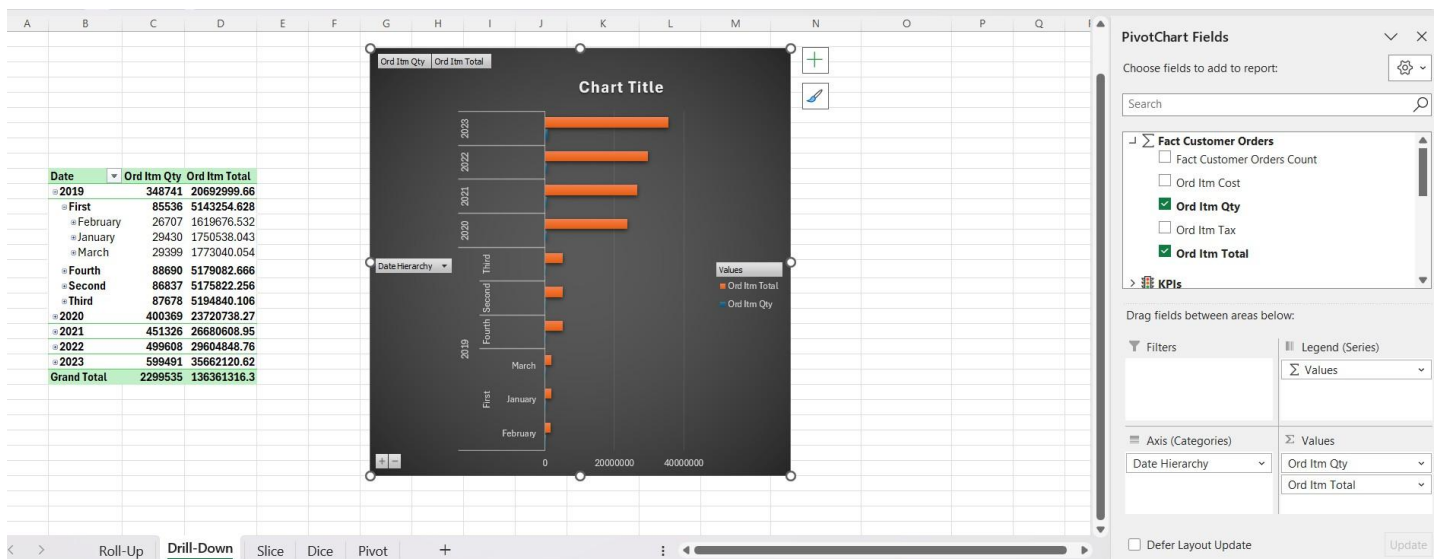 A B C D E F G H I J K L M N O P Q
Date Ord Itm Qty Ord Itm Total
2019 348741 20692999.66
First 85536 5143254.628
February 26707 1619676.532
January 29430 1750538.043
March 29399 1773040.054
Fourth 88690 5179082.666
Second 86837 5175822.256
Third 87678 5194840.106
2020 400369 23720738.27
2021 451326 26680608.95
2022 499608 29604848.76
2023 599491 35662120.62
Grand Total 2299535 136361316.3
Ord Itm Qty Ord Itm Total
Chart Title
2023
2022
2021
2020
Third
Second
Fourth
2019
March
First
January
February
0 20000000 40000000
Date Hierarchy
Values
Ord Itm Total
Ord Itm Qty
PivotChart Fields
Choose fields to add to report:
Search
Σ Fact Customer Orders
Fact Customer Orders Count
Ord Itm Cost
Ord Itm Qty
Ord Itm Tax
Ord Itm Total
KPIs
Drag fields between areas below:
Filters
Legend (Series)
Σ Values
Axis (Categories)
Date Hierarchy
Σ Values
Ord Itm Qty
Ord Itm Total
Defer Layout Update
Update
Roll-Up Drill-Down Slice Dice Pivot +